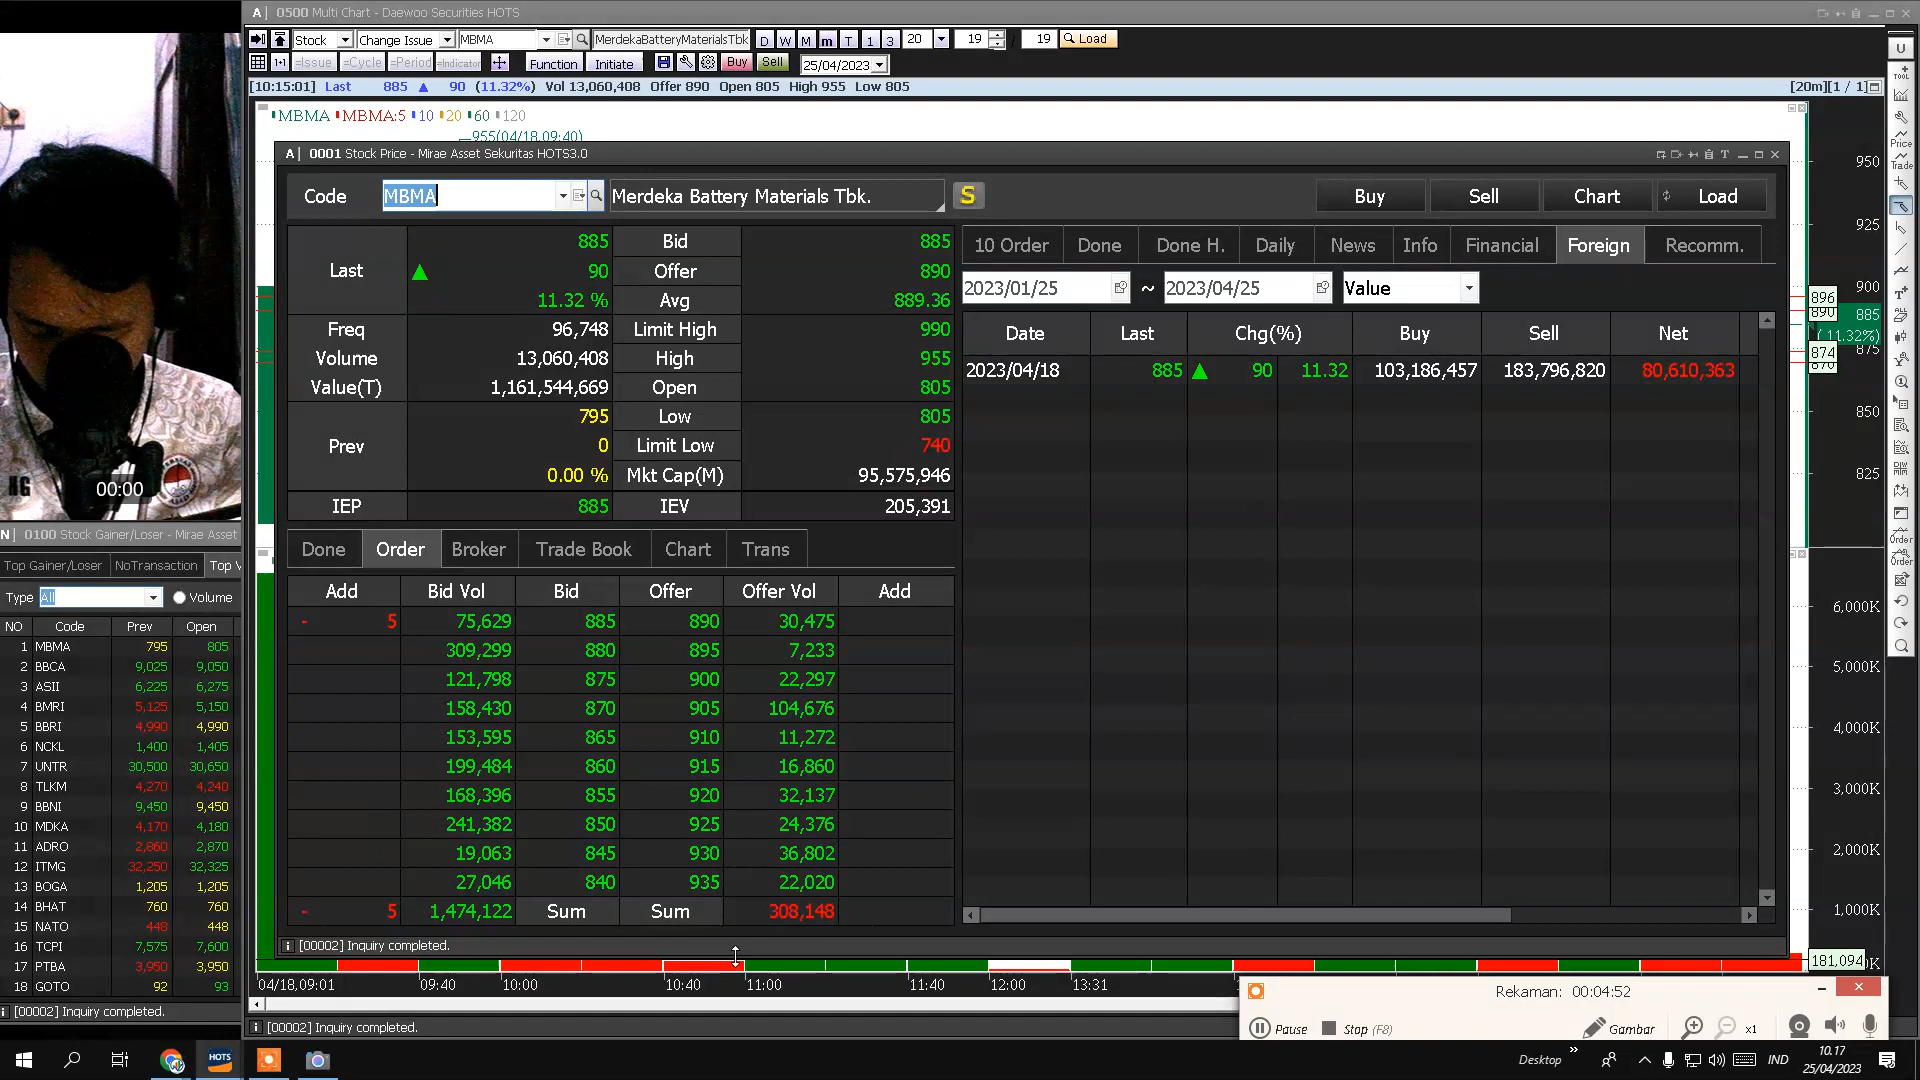 A| 0500 Multi Chart - Daewoo Securities HOTS
Stock Change Issue MBMA MerdekaBatteryMaterialsTbk D W M m T 1 3 20 19 / 19 Load
=Issue =Cycle =Period =Indicator Function Initiate Buy Sell 25/04/2023
[10:15:01] Last 885 ▲ 90 (11.32%) Vol 13,060,408 Offer 890 Open 805 High 955 Low 805 [20m][1 / 1]
MBMA MBMA:5 10 20 60 120
955(04/18,09:40)
A| 0001 Stock Price - Mirae Asset Sekuritas HOTS3.0
Code MBMA Merdeka Battery Materials Tbk. S Buy Sell Chart Load
Last 885 Bid 885
▲ 90 Offer 890
11.32 % Avg 889.36
Freq 96,748 Limit High 990
Volume 13,060,408 High 955
Value(T) 1,161,544,669 Open 805
Prev 795 Low 805
0 Limit Low 740
0.00 % Mkt Cap(M) 95,575,946
IEP 885 IEV 205,391
10 Order Done Done H. Daily News Info Financial Foreign Recomm.
2023/01/25 ~ 2023/04/25 Value
Date Last Chg(%) Buy Sell Net
2023/04/18 885 ▲ 90 11.32 103,186,457 183,796,820 80,610,363
Done Order Broker Trade Book Chart Trans
Add Bid Vol Bid Offer Offer Vol Add
- 5 75,629 885 890 30,475
309,299 880 895 7,233
121,798 875 900 22,297
158,430 870 905 104,676
153,595 865 910 11,272
199,484 860 915 16,860
168,396 855 920 32,137
241,382 850 925 24,376
19,063 845 930 36,802
27,046 840 935 22,020
- 5 1,474,122 Sum Sum 308,148
[00002] Inquiry completed.
950
925
900
896
890
885
( 11.32%)
875
874
870
850
825
6,000K
5,000K
4,000K
3,000K
2,000K
1,000K
181,094
U
TOOL
Price
Trade
DIW
Order
Order
04/18,09:01 09:40 10:00 10:40 11:00 11:40 12:00 13:31
[00002] Inquiry completed.
00:00
N| 0100 Stock Gainer/Loser - Mirae Asset
Top Gainer/Loser NoTransaction Top V
Type All Volume
NO Code Prev Open
1 MBMA 795 805
2 BBCA 9,025 9,050
3 ASII 6,225 6,275
4 BMRI 5,125 5,150
5 BBRI 4,990 4,990
6 NCKL 1,400 1,405
7 UNTR 30,500 30,650
8 TLKM 4,270 4,240
9 BBNI 9,450 9,450
10 MDKA 4,170 4,180
11 ADRO 2,860 2,870
12 ITMG 32,250 32,325
13 BOGA 1,205 1,205
14 BHAT 760 760
15 NATO 448 448
16 TCPI 7,575 7,600
17 PTBA 3,950 3,950
18 GOTO 92 93
[00002] Inquiry completed.
Rekaman: 00:04:52
Pause Stop (F8) Gambar x1
HOTS Desktop IND 10.17
25/04/2023